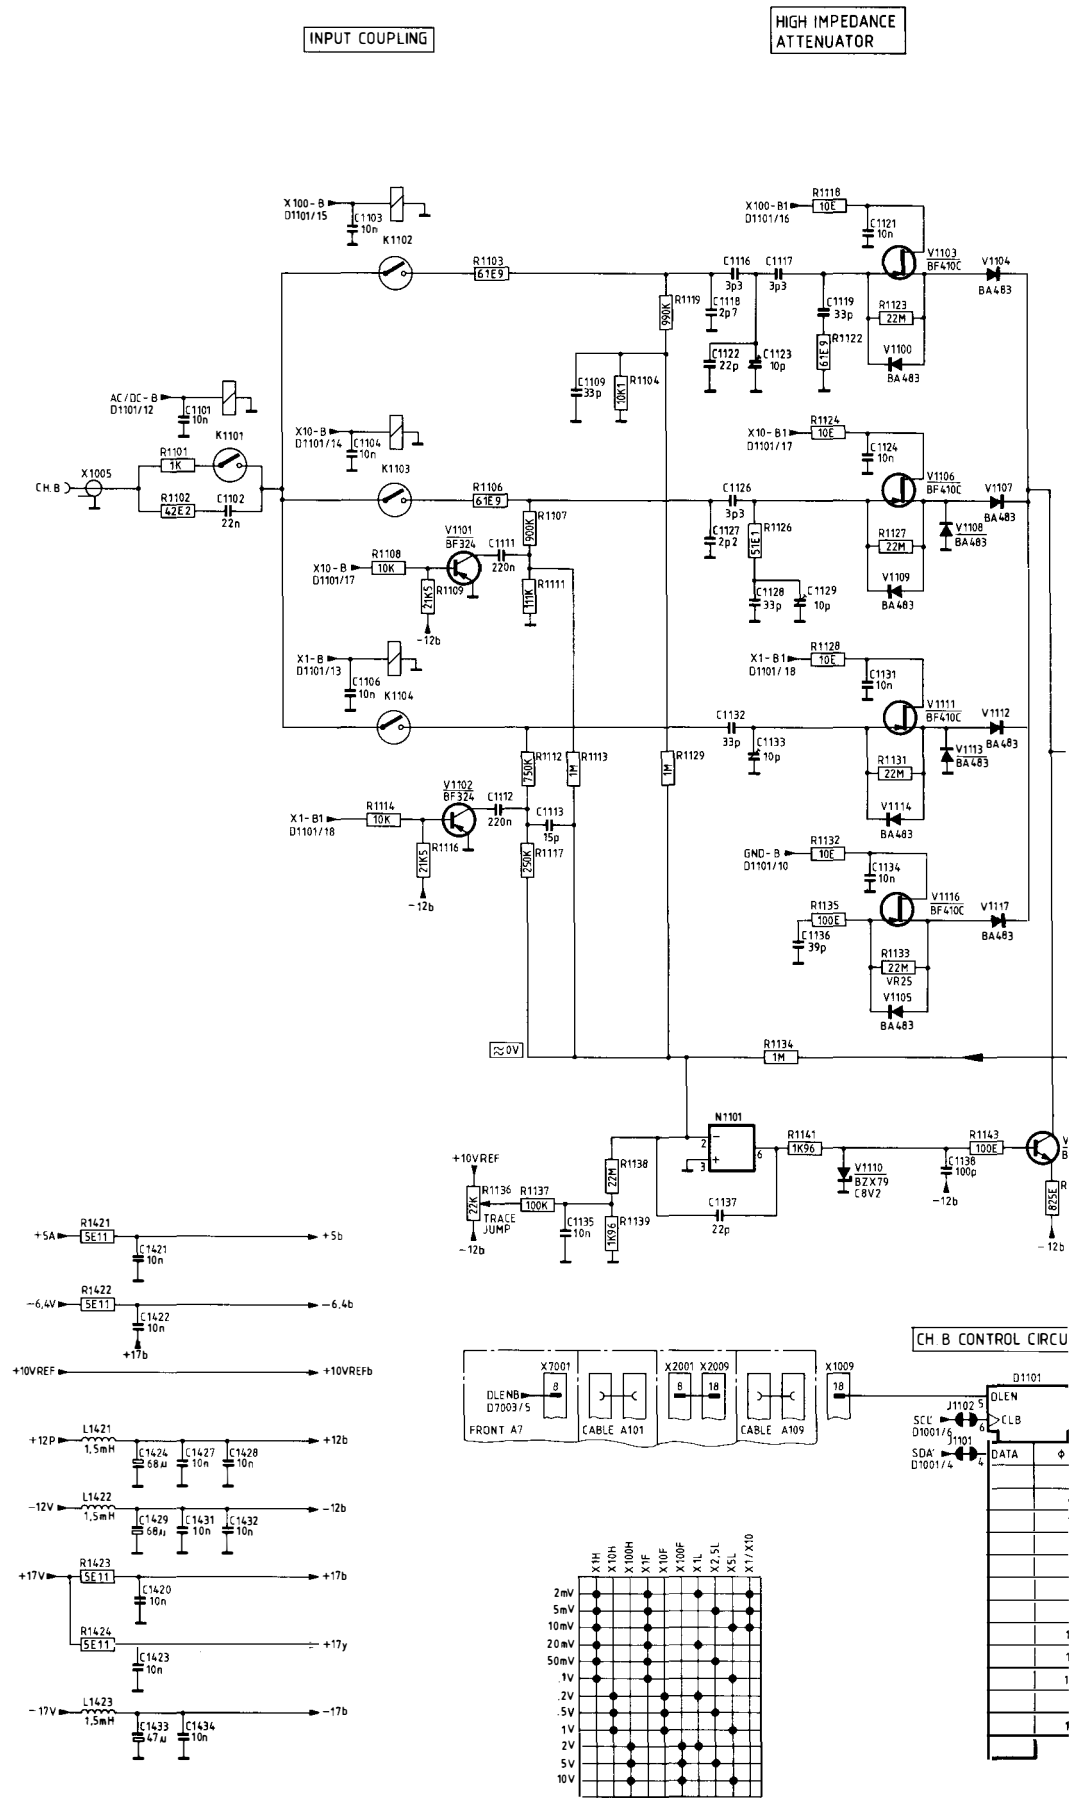 INPUT COUPLING
HIGH IMPEDANCE
ATTENUATOR
X100-B
D1101/15
C1103
10n
K1102
R1103
61E9
X100-B1
D1101/16
R1118
10E
C1121
10n
V1103
BF410C
V1104
BA483
C1116
3p3
C1117
3p3
R1119
990K
C1118
2p7
C1119
33p
R1123
22M
C1122
22p
C1123
10p
R1122
61E9
V1100
BA483
C1109
33p
R1104
10K1
AC/DC-B
D1101/12
C1101
10n
K1101
R1101
1K
X1005
CH.B
R1102
42E2
C1102
22n
X10-B
D1101/14
C1104
10n
K1103
R1106
61E9
X10-B1
D1101/17
R1124
10E
C1124
10n
V1106
BF410C
V1107
BA483
C1126
3p3
R1107
900K
C1127
2p2
R1126
51E1
R1127
22M
V1108
BA483
V1101
BF324
C1111
220n
R1108
10K
X10-B
D1101/17
R1109
21K5
-12b
R1111
111K
V1109
BA483
C1128
33p
C1129
10p
X1-B
D1101/13
C1106
10n
K1104
X1-B1
D1101/18
R1128
10E
C1131
10n
V1111
BF410C
V1112
BA483
C1132
33p
C1133
10p
R1112
750K
R1113
1M
R1129
1M
R1131
22M
V1113
BA483
V1102
BF324
C1112
220n
X1-B1
D1101/18
R1114
10K
C1113
15p
R1116
21K5
-12b
R1117
250K
V1114
BA483
GND-B
D1101/10
R1132
10E
C1134
10n
V1116
BF410C
V1117
BA483
R1135
100E
C1136
39p
R1133
22M
VR25
V1105
BA483
0V
R1134
1M
N1101
2
3
6
R1141
1K96
R1143
100E
V
B
+10VREF
R1136
22K
TRACE
JUMP
-12b
R1137
100K
R1138
22M
C1135
10n
R1139
1K96
C1137
22p
V1110
BZX79
C8V2
C1138
100p
-12b
R
825E
-12b
+5A
R1421
5E11
C1421
10n
+5b
-6,4V
R1422
5E11
C1422
10n
+17b
-6,4b
+10VREF
+10VREFb
+12P
L1421
1,5mH
C1424
68µ
C1427
10n
C1428
10n
+12b
-12V
L1422
1,5mH
C1429
68µ
C1431
10n
C1432
10n
-12b
+17V
R1423
5E11
C1420
10n
+17b
R1424
5E11
C1423
10n
+17y
-17V
L1423
1,5mH
C1433
47µ
C1434
10n
-17b
CH.B CONTROL CIRCU
X7001
8
DLENB
D7003/5
FRONT A7
CABLE A101
X2001
8
X2009
18
CABLE A109
X1009
18
D1101
DLEN
5
J1102
SCL'
D1001/6
6
CLB
J1101
SDA'
D1001/4
4
DATA
ϕ
1
1
1
1
X1H
X10H
X100H
X1F
X10F
X100F
X1L
X2,5L
X5L
X1/X10
2mV
5mV
10mV
20mV
50mV
.1V
.2V
.5V
1V
2V
5V
10V